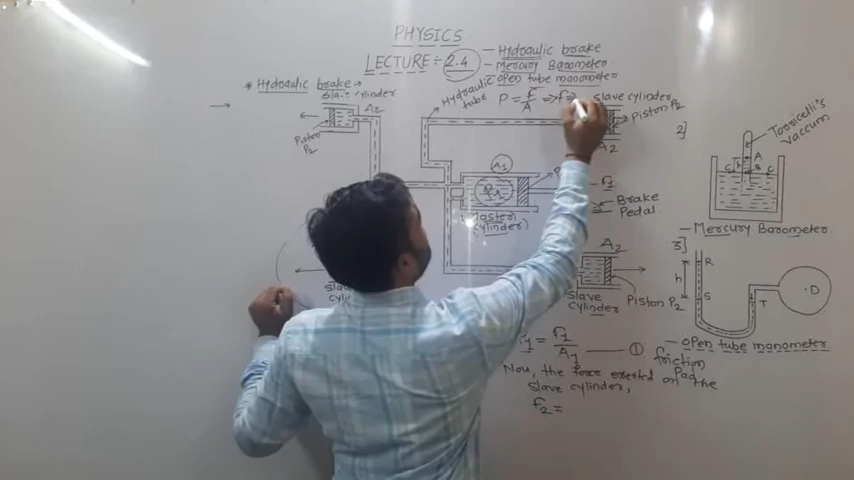 PHYSICS
LECTURE÷ 2.4
- Hydraulic brake
- Mercury Barometer
- Open tube manometer
* Hydraulic brake→
Slave cylinder
A2
Piston P2
Hydraulic tube
P = F/A ⇒ F=
Slave cylinder
Piston P2
A2
A1
P1
F1
Brake Pedal
Master cylinder
A2
Slave cylinder
Piston P2
= F1/A1 —— ①
Now, the force exerted on the friction Pad
slave cylinder,
F2 =
2]
Torricelli's vaccum
h
A
B
C
C
- Mercury Barometer.
3]
R
h
S
T
D
- Open tube manometer